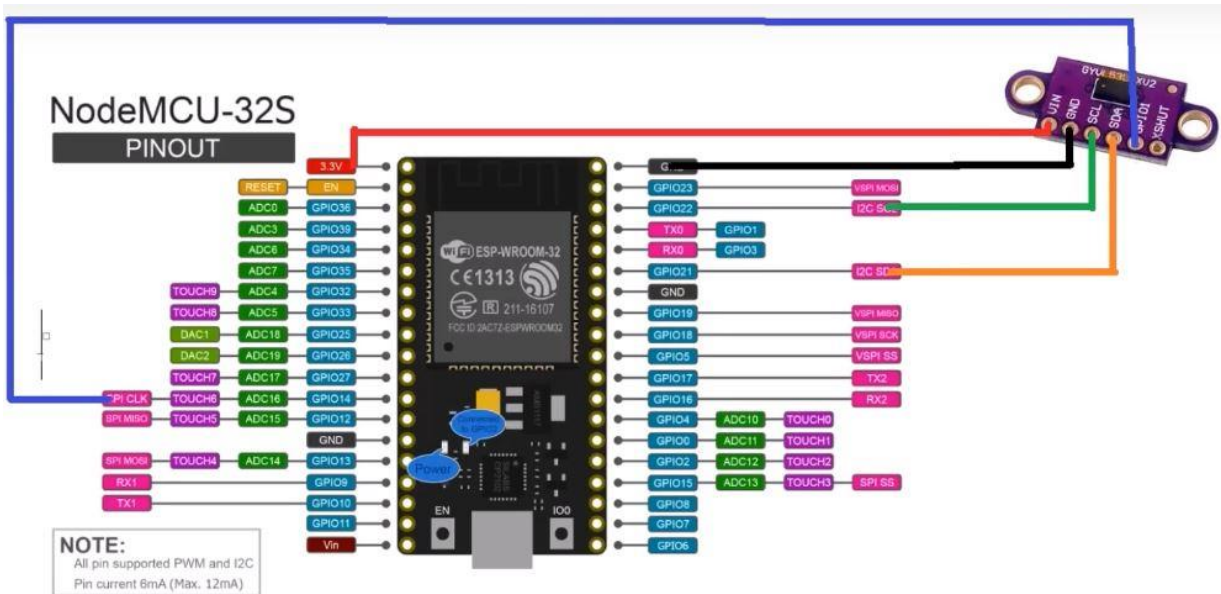 NodeMCU-32S
PINOUT
VIN GND SCL SDA GPIO1 XSHUT
3.3V
RESET EN
ADC0 GPIO36
ADC3 GPIO39
ADC6 GPIO34
ADC7 GPIO35
TOUCH9 ADC4 GPIO32
TOUCH8 ADC5 GPIO33
DAC1 ADC18 GPIO25
DAC2 ADC19 GPIO26
TOUCH7 ADC17 GPIO27
SPI CLK TOUCH6 ADC16 GPIO14
SPI MISO TOUCH5 ADC15 GPIO12
GND
SPI MOSI TOUCH4 ADC14 GPIO13
RX1 GPIO9
TX1 GPIO10
GPIO11
Vin
WiFi ESP-WROOM-32
CE1313
R 211-16107
FCC ID 2AC7Z-ESPWROOM32
Connected
to GPIO2
Power
EN IO0
GND
GPIO23 VSPI MOSI
GPIO22 I2C SCL
TX0 GPIO1
RX0 GPIO3
GPIO21 I2C SDA
GND
GPIO19 VSPI MISO
GPIO18 VSPI SCK
GPIO5 VSPI SS
GPIO17 TX2
GPIO16 RX2
GPIO4 ADC10 TOUCH0
GPIO0 ADC11 TOUCH1
GPIO2 ADC12 TOUCH2
GPIO15 ADC13 TOUCH3 SPI SS
GPIO8
GPIO7
GPIO6
NOTE:
All pin supported PWM and I2C
Pin current 6mA (Max. 12mA)